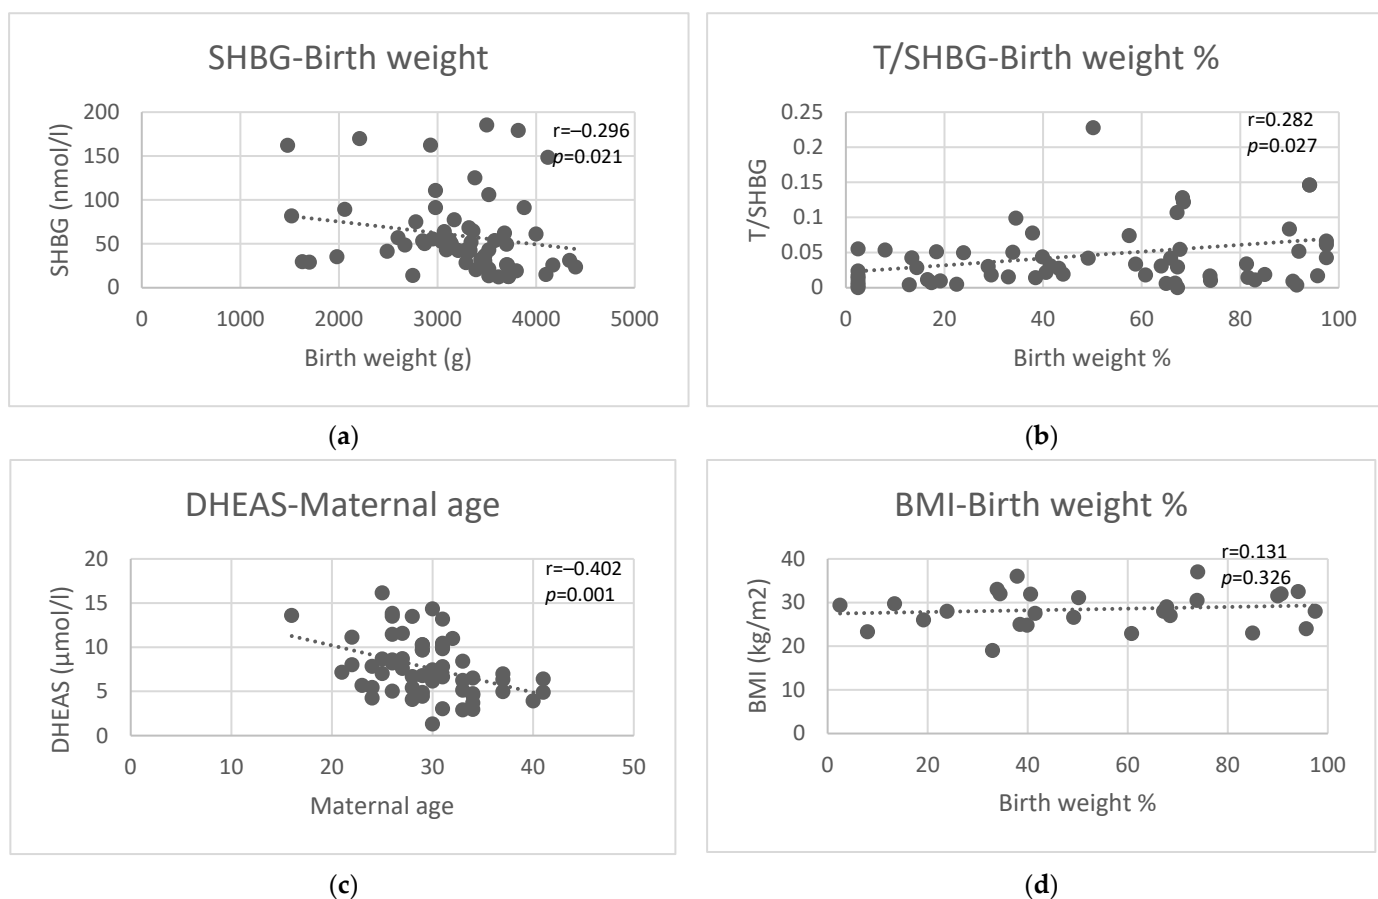 SHBG-Birth weight
r=−0.296
p=0.021
SHBG (nmol/l)
200
150
100
50
0
0 1000 2000 3000 4000 5000
Birth weight (g)
(a)
T/SHBG-Birth weight %
r=0.282
p=0.027
T/SHBG
0.25
0.2
0.15
0.1
0.05
0
0 20 40 60 80 100
Birth weight %
(b)
DHEAS-Maternal age
r=−0.402
p=0.001
DHEAS (µmol/l)
20
15
10
5
0
0 10 20 30 40 50
Maternal age
(c)
BMI-Birth weight %
r=0.131
p=0.326
BMI (kg/m2)
40
30
20
10
0
0 20 40 60 80 100
Birth weight %
(d)